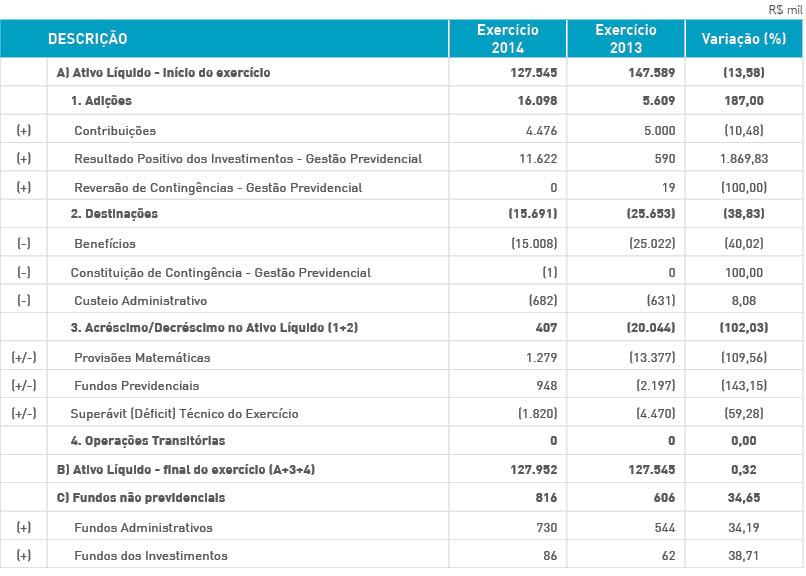 R$ mil
DESCRIÇÃO Exercício 2014 Exercício 2013 Variação (%)
A) Ativo Líquido - Início do exercício 127.545 147.589 (13,58)
1. Adições 16.098 5.609 187,00
(+) Contribuições 4.476 5.000 (10,48)
(+) Resultado Positivo dos Investimentos - Gestão Previdencial 11.622 590 1.869,83
(+) Reversão de Contingências - Gestão Previdencial 0 19 (100,00)
2. Destinações (15.691) (25.653) (38,83)
(-) Benefícios (15.008) (25.022) (40,02)
(-) Constituição de Contingência - Gestão Previdencial (1) 0 100,00
(-) Custeio Administrativo (682) (631) 8,08
3. Acréscimo/Decréscimo no Ativo Líquido (1+2) 407 (20.044) (102,03)
(+/-) Provisões Matemáticas 1.279 (13.377) (109,56)
(+/-) Fundos Previdenciais 948 (2.197) (143,15)
(+/-) Superávit (Déficit) Técnico do Exercício (1.820) (4.470) (59,28)
4. Operações Transitórias 0 0 0,00
B) Ativo Líquido - final do exercício (A+3+4) 127.952 127.545 0,32
C) Fundos não previdenciais 816 606 34,65
(+) Fundos Administrativos 730 544 34,19
(+) Fundos dos Investimentos 86 62 38,71